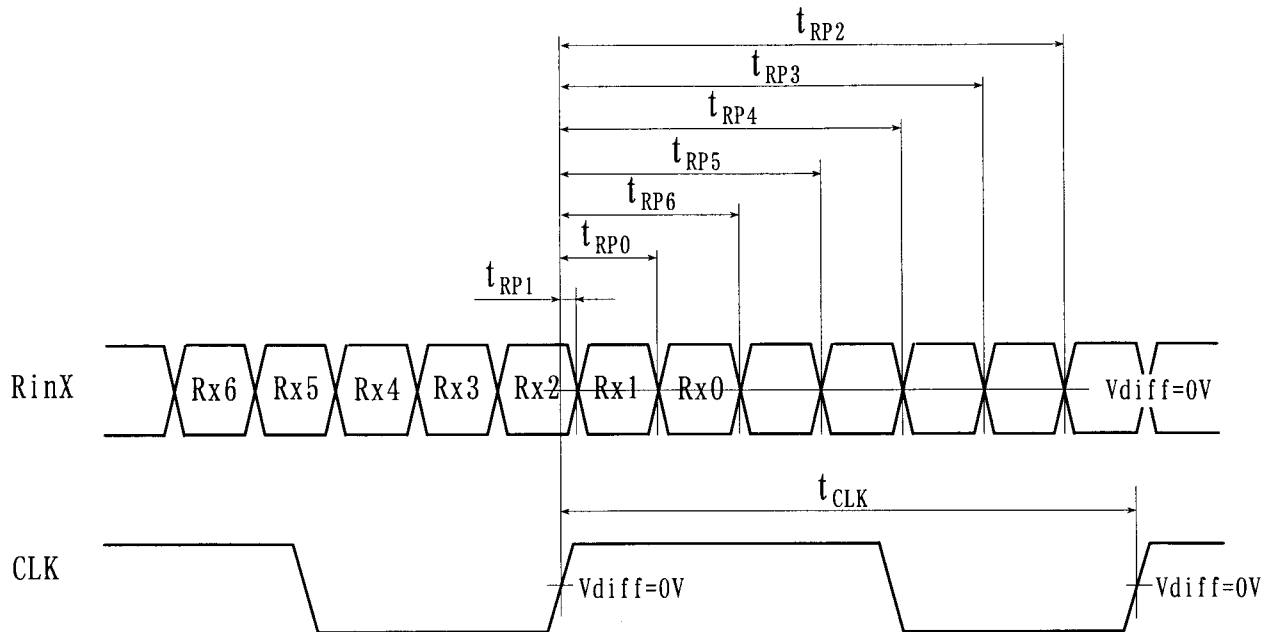 tRP2
tRP3
tRP4
tRP5
tRP6
tRP0
tRP1
RinX Rx6 Rx5 Rx4 Rx3 Rx2 Rx1 Rx0 Vdiff=0V
tCLK
CLK Vdiff=0V Vdiff=0V